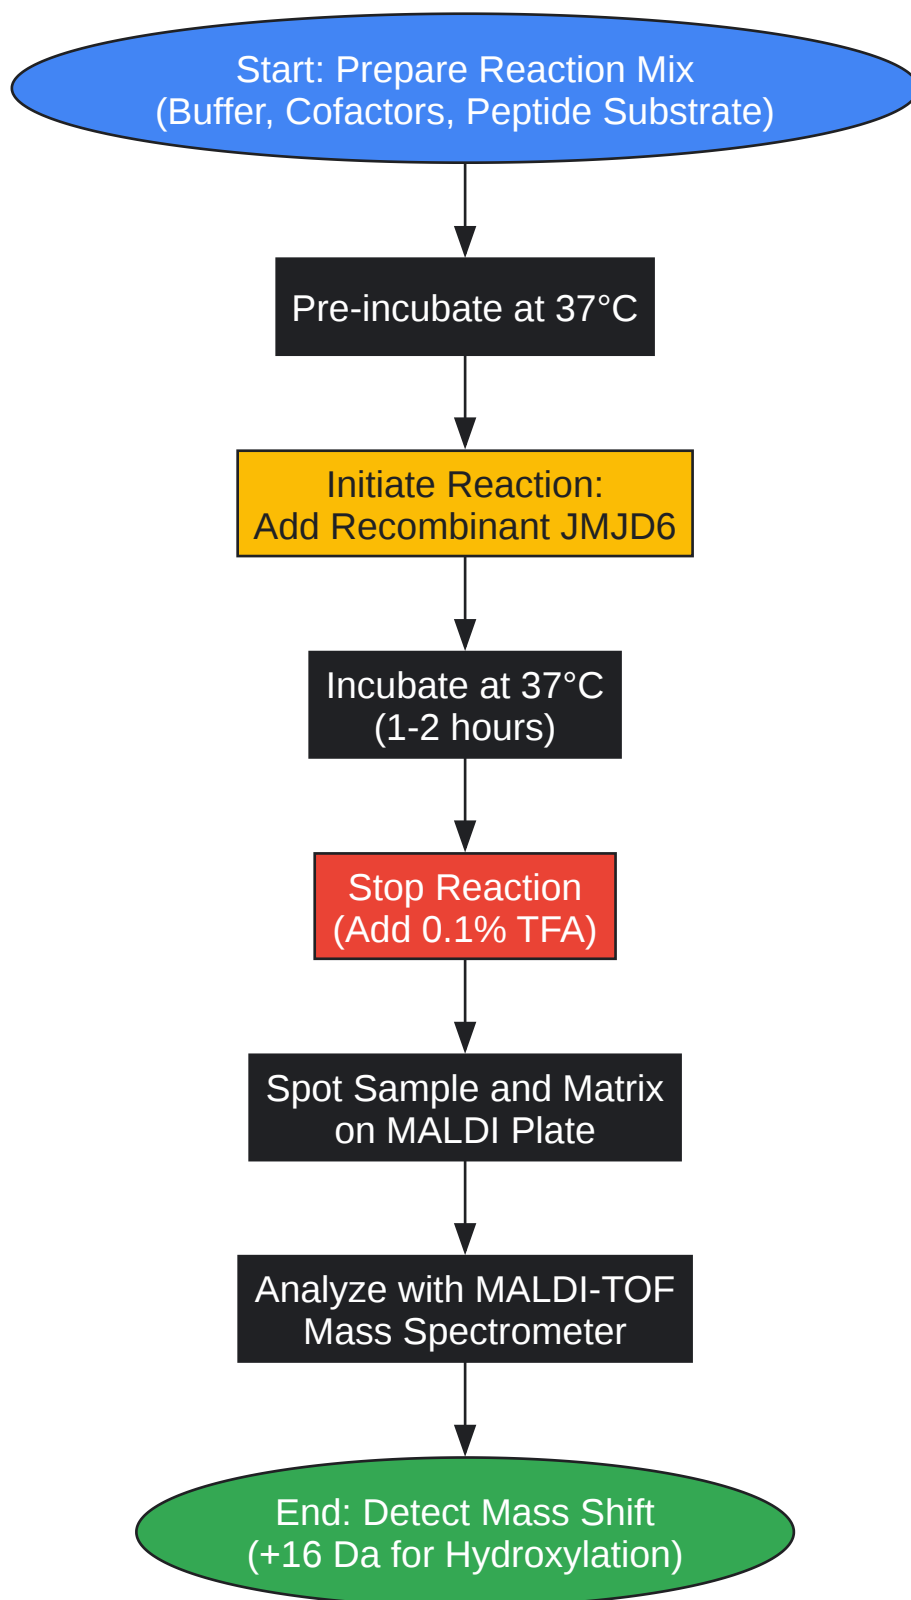 Start: Prepare Reaction Mix
(Buffer, Cofactors, Peptide Substrate)
Pre-incubate at 37°C
Initiate Reaction:
Add Recombinant JMJD6
Incubate at 37°C
(1-2 hours)
Stop Reaction
(Add 0.1% TFA)
Spot Sample and Matrix
on MALDI Plate
Analyze with MALDI-TOF
Mass Spectrometer
End: Detect Mass Shift
(+16 Da for Hydroxylation)